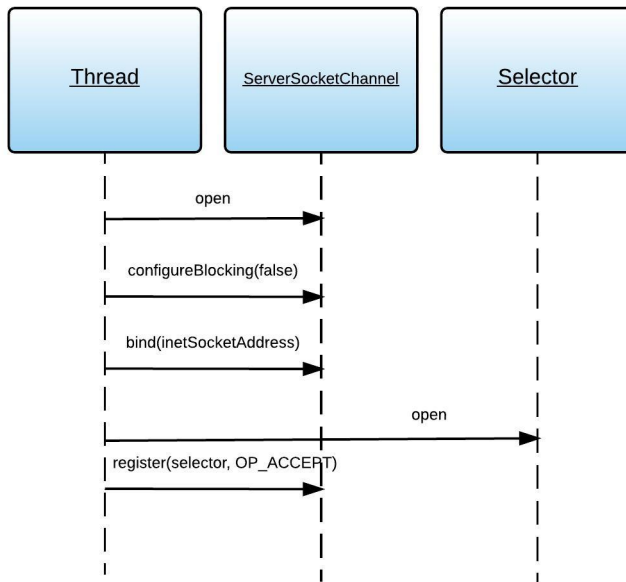 Thread
ServerSocketChannel
Selector
open
configureBlocking(false)
bind(inetSocketAddress)
open
register(selector, OP_ACCEPT)